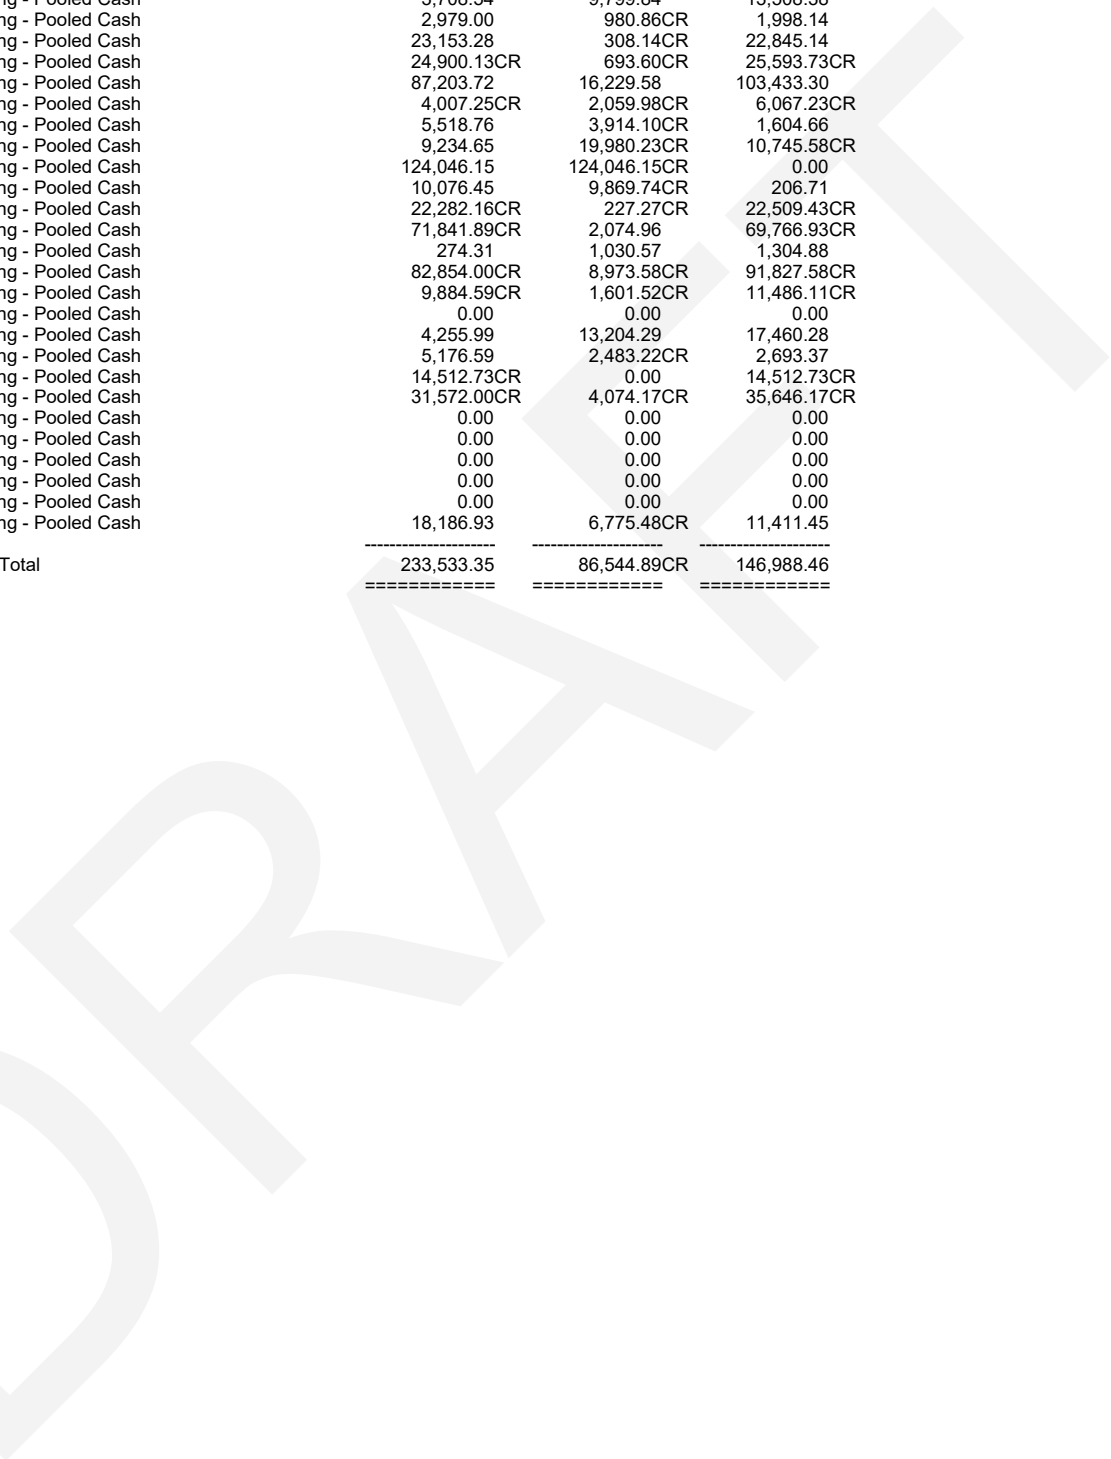 ng - Pooled Cash 2,979.00 980.86CR 1,998.14
ng - Pooled Cash 23,153.28 308.14CR 22,845.14
ng - Pooled Cash 24,900.13CR 693.60CR 25,593.73CR
ng - Pooled Cash 87,203.72 16,229.58 103,433.30
ng - Pooled Cash 4,007.25CR 2,059.98CR 6,067.23CR
ng - Pooled Cash 5,518.76 3,914.10CR 1,604.66
ng - Pooled Cash 9,234.65 19,980.23CR 10,745.58CR
ng - Pooled Cash 124,046.15 124,046.15CR 0.00
ng - Pooled Cash 10,076.45 9,869.74CR 206.71
ng - Pooled Cash 22,282.16CR 227.27CR 22,509.43CR
ng - Pooled Cash 71,841.89CR 2,074.96 69,766.93CR
ng - Pooled Cash 274.31 1,030.57 1,304.88
ng - Pooled Cash 82,854.00CR 8,973.58CR 91,827.58CR
ng - Pooled Cash 9,884.59CR 1,601.52CR 11,486.11CR
ng - Pooled Cash 0.00 0.00 0.00
ng - Pooled Cash 4,255.99 13,204.29 17,460.28
ng - Pooled Cash 5,176.59 2,483.22CR 2,693.37
ng - Pooled Cash 14,512.73CR 0.00 14,512.73CR
ng - Pooled Cash 31,572.00CR 4,074.17CR 35,646.17CR
ng - Pooled Cash 0.00 0.00 0.00
ng - Pooled Cash 0.00 0.00 0.00
ng - Pooled Cash 0.00 0.00 0.00
ng - Pooled Cash 0.00 0.00 0.00
ng - Pooled Cash 0.00 0.00 0.00
ng - Pooled Cash 18,186.93 6,775.48CR 11,411.45
--------------------- --------------------- ---------------------
Total 233,533.35 86,544.89CR 146,988.46
============ ============ ============
DRAFT